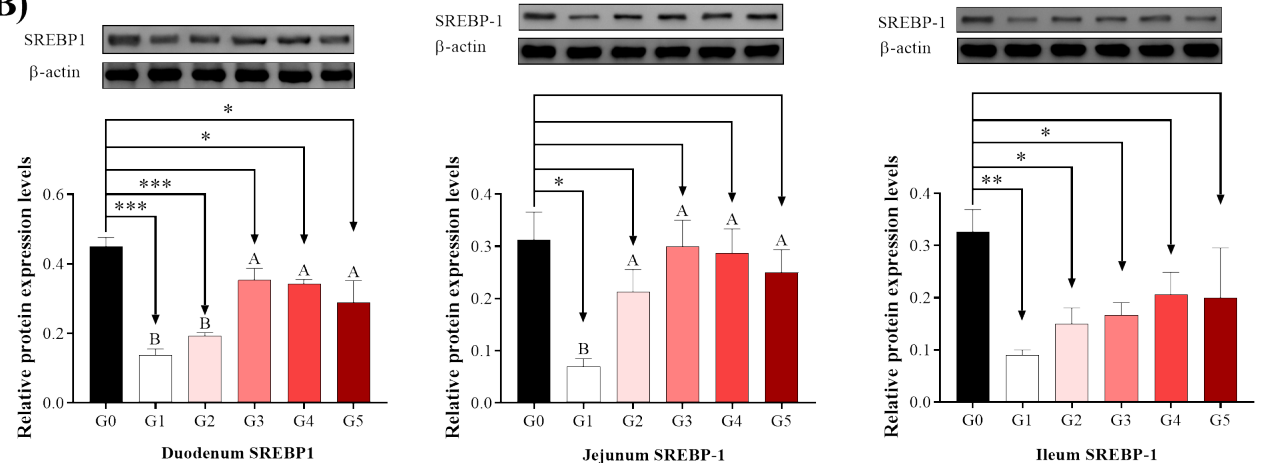 B)
SREBP1
β-actin
*
*
***
***
Relative protein expression levels
0.6
0.4
0.2
0.0
B
B
A
A
A
G0 G1 G2 G3 G4 G5
Duodenum SREBP1
SREBP-1
β-actin
*
Relative protein expression levels
0.4
0.3
0.2
0.1
0.0
B
A
A
A
A
G0 G1 G2 G3 G4 G5
Jejunum SREBP-1
SREBP-1
β-actin
*
*
**
Relative protein expression levels
0.4
0.3
0.2
0.1
0.0
G0 G1 G2 G3 G4 G5
Ileum SREBP-1